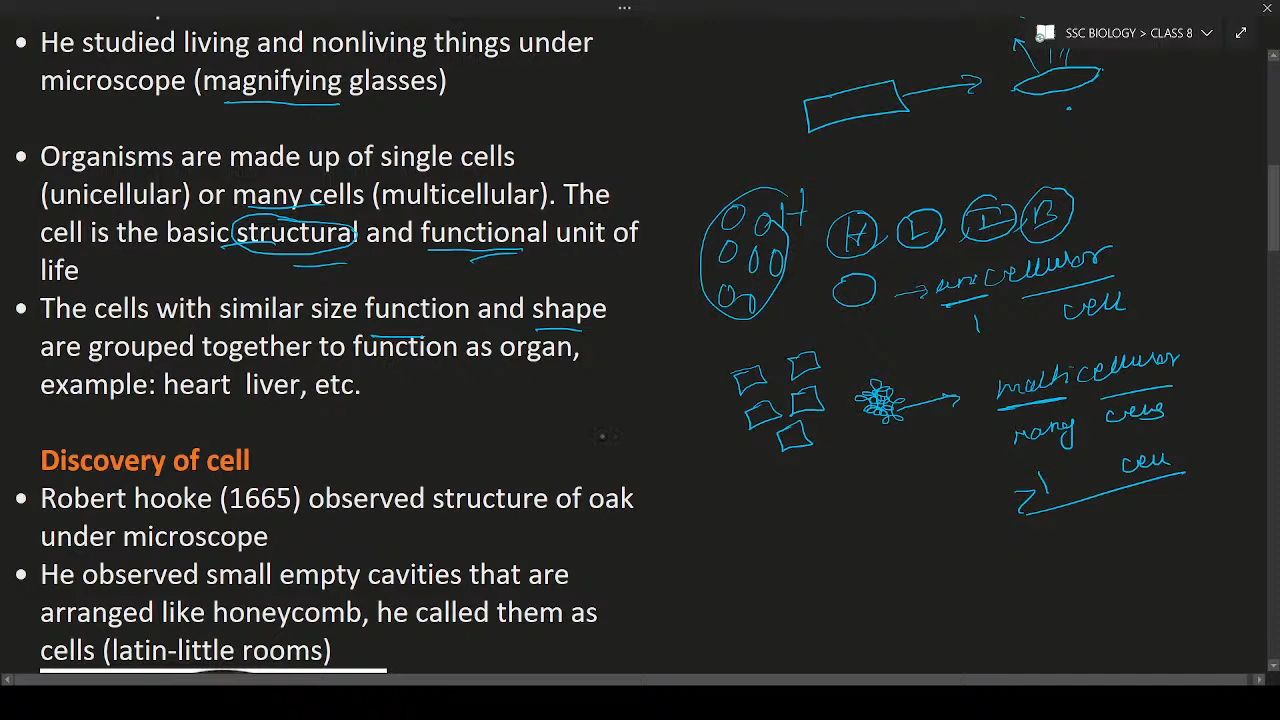 SSC BIOLOGY > CLASS 8
• He studied living and nonliving things under
microscope (magnifying glasses)
• Organisms are made up of single cells
(unicellular) or many cells (multicellular). The
cell is the basic structural and functional unit of
life
• The cells with similar size function and shape
are grouped together to function as organ,
example: heart liver, etc.
Discovery of cell
• Robert hooke (1665) observed structure of oak
under microscope
• He observed small empty cavities that are
arranged like honeycomb, he called them as
cells (latin-little rooms)
H L I B
→ unicellular
1 cell
multicellular
many cells
cell